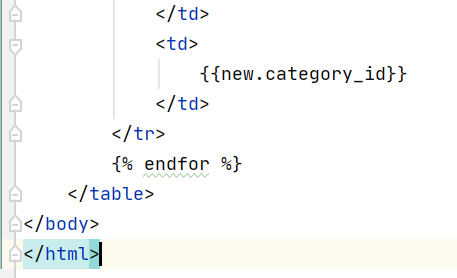 </td>
<td>
{{new.category_id}}
</td>
</tr>
{% endfor %}
</table>
</body>
</html>